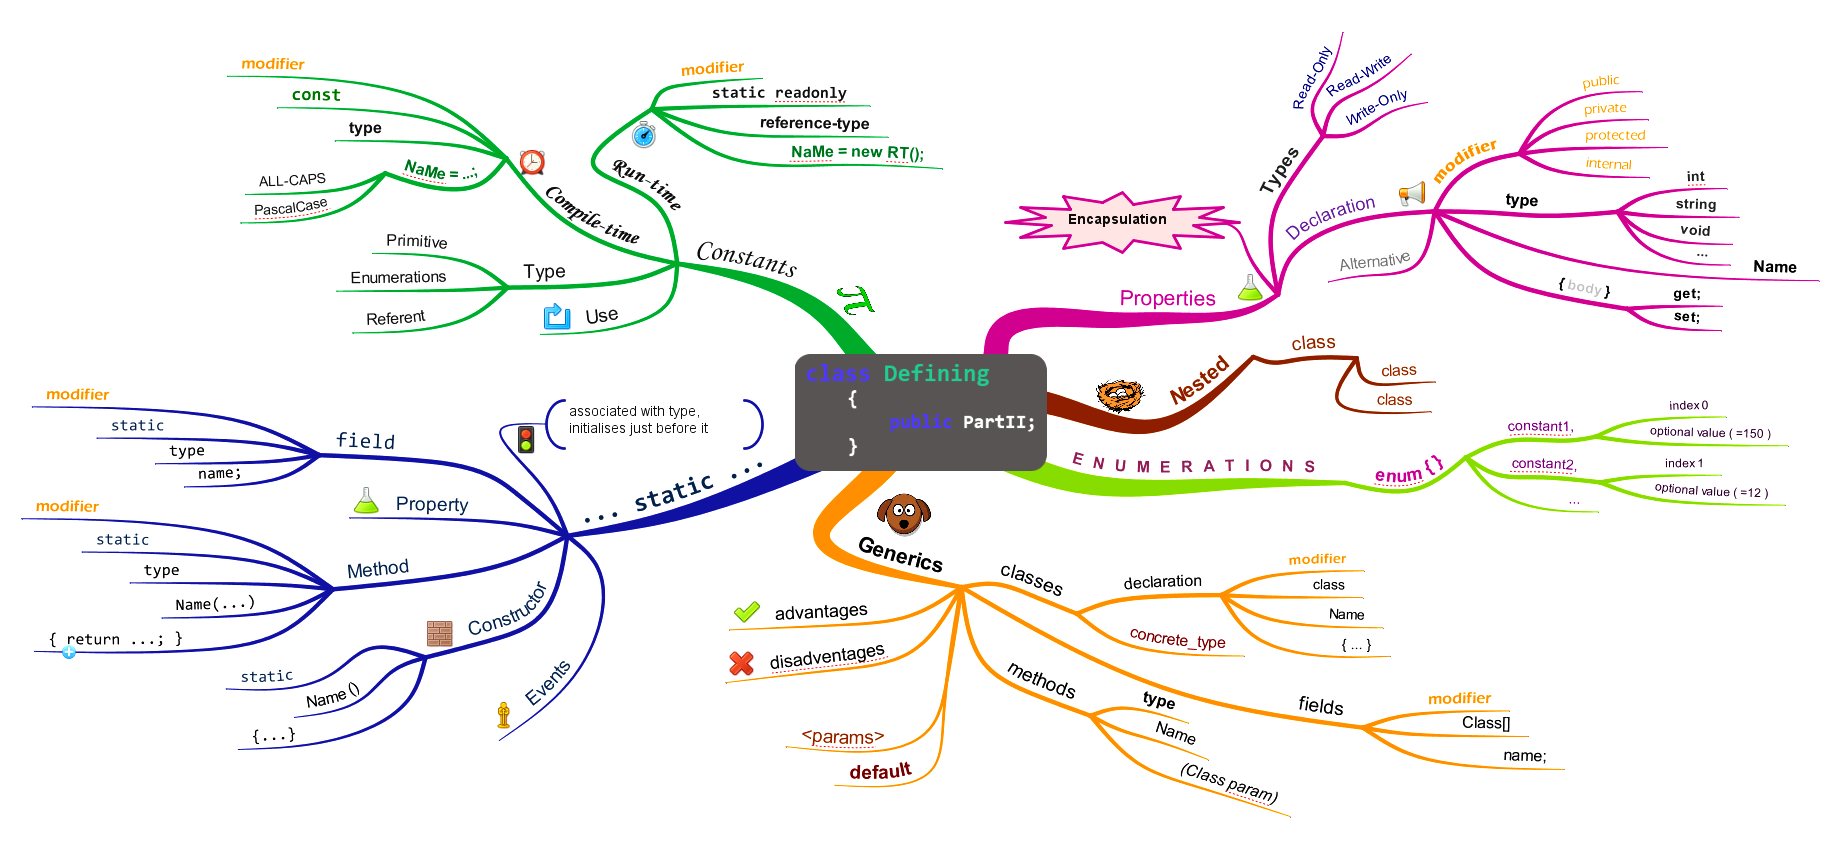 class Defining
{
public PartII;
}
Constants
Compile-time
modifier
const
type
NaMe = ...;
ALL-CAPS
PascalCase
Run-time
modifier
static readonly
reference-type
NaMe = new RT();
Type
Primitive
Enumerations
Referent
Use
Properties
Encapsulation
Types
Read-Only
Read-Write
Write-Only
Declaration
modifier
public
private
protected
internal
type
int
string
void
...
Name
{ body }
get;
set;
Alternative
Nested
class
class
class
ENUMERATIONS
enum { }
constant1,
index 0
optional value ( =150 )
constant2,
index 1
optional value ( =12 )
...
Generics
classes
declaration
modifier
class
Name
{ ... }
concrete_type
fields
modifier
Class[]
name;
methods
type
Name
(Class param)
advantages
disadventages
<params>
default
... static ...
associated with type,
initialises just before it
field
modifier
static
type
name;
Property
Method
modifier
static
type
Name(...)
{ return ...; }
Constructor
static
Name ()
{...}
Events